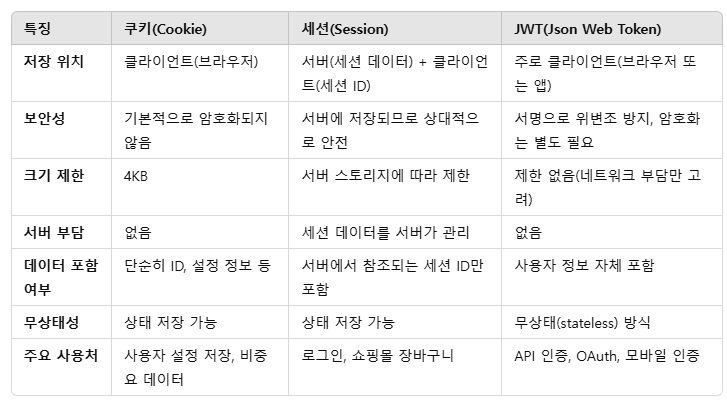 특징 쿠키(Cookie) 세션(Session) JWT(Json Web Token)
저장 위치 클라이언트(브라우저) 서버(세션 데이터) + 클라이언 주로 클라이언트(브라우저 또
트(세션 ID) 는 앱)
보안성 기본적으로 암호화되지 서버에 저장되므로 상대적으 서명으로 위변조 방지, 암호화
않음 로 안전 는 별도 필요
크기 제한 4KB 서버 스토리지에 따라 제한 제한 없음(네트워크 부담만 고
려)
서버 부담 없음 세션 데이터를 서버가 관리 없음
데이터 포함 단순히 ID, 설정 정보 등 서버에서 참조되는 세션 ID만 사용자 정보 자체 포함
여부 포함
무상태성 상태 저장 가능 상태 저장 가능 무상태(stateless) 방식
주요 사용처 사용자 설정 저장, 비중 로그인, 쇼핑몰 장바구니 API 인증, OAuth, 모바일 인증
요 데이터